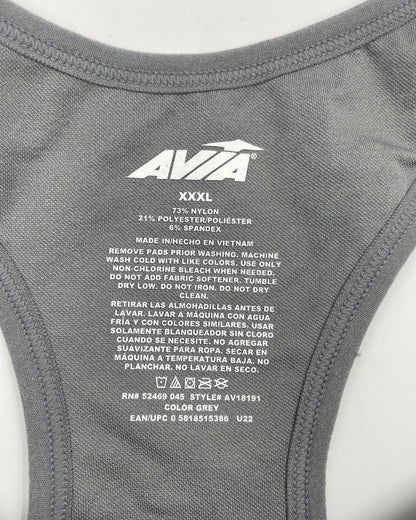 AVIA®
XXXL
73% NYLON
21% POLYESTER/POLIÉSTER
6% SPANDEX
MADE IN/HECHO EN VIETNAM
REMOVE PADS PRIOR WASHING. MACHINE
WASH COLD WITH LIKE COLORS. USE ONLY
NON-CHLORINE BLEACH WHEN NEEDED.
DO NOT ADD FABRIC SOFTENER. TUMBLE
DRY LOW. DO NOT IRON. DO NOT DRY
CLEAN.
RETIRAR LAS ALMOHADILLAS ANTES DE
LAVAR. LAVAR A MÁQUINA CON AGUA
FRÍA Y CON COLORES SIMILARES. USAR
SOLAMENTE BLANQUEADOR SIN CLORO
CUANDO SE NECESITE. NO AGREGAR
SUAVIZANTE PARA ROPA. SECAR EN
MÁQUINA A TEMPERATURA BAJA. NO
PLANCHAR. NO LAVAR EN SECO.
RN# 52469 045 STYLE# AV18191
COLOR GREY
EAN/UPC 0 5818515386 U22